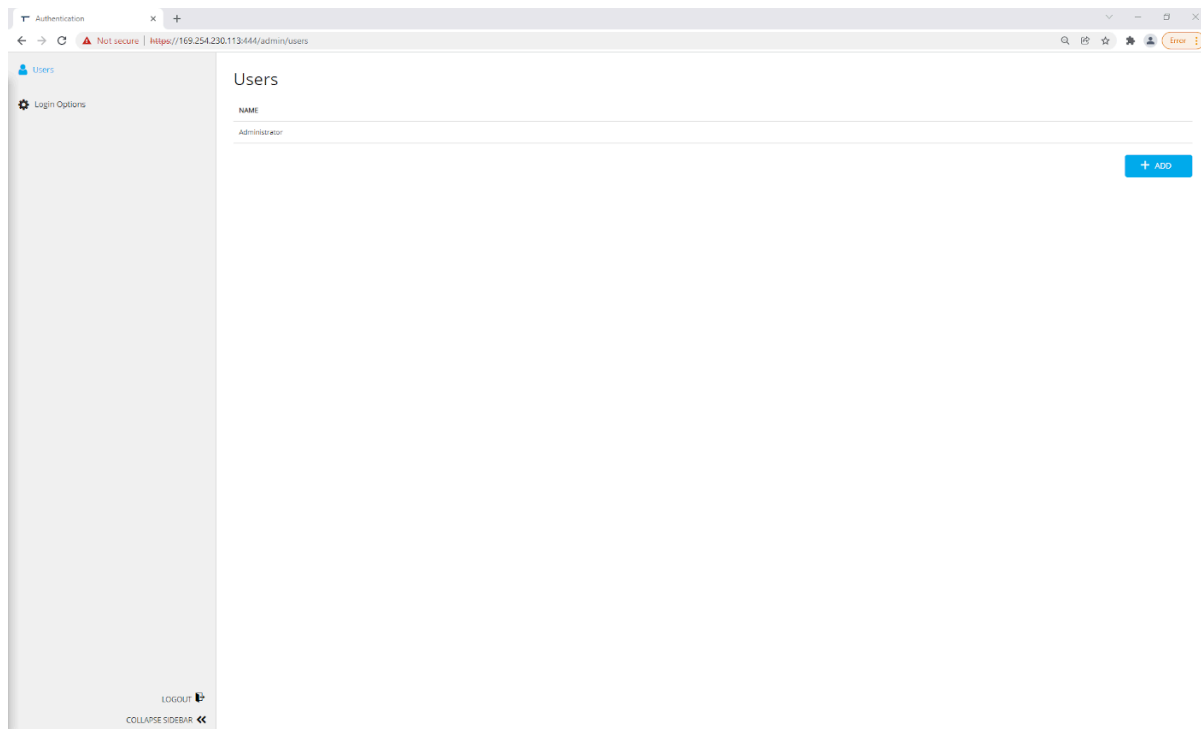 Authentication
Not secure | https://169.254.230.113:444/admin/users
Error
Users
Login Options
Users
NAME
Administrator
+ ADD
LOGOUT
COLLAPSE SIDEBAR